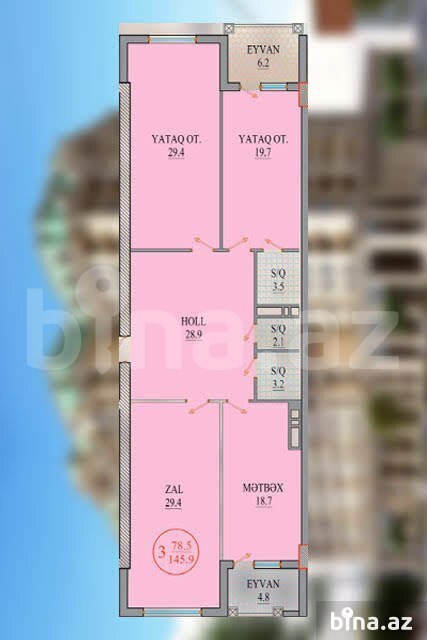 EYVAN
6.2
YATAQ OT.
29.4
YATAQ OT.
19.7
S/Q
3.5
HOLL
28.9
S/Q
2.1
S/Q
3.2
bina.az
ZAL
29.4
MƏTBƏX
18.7
3
78.5
145.9
EYVAN
4.8
bina.az